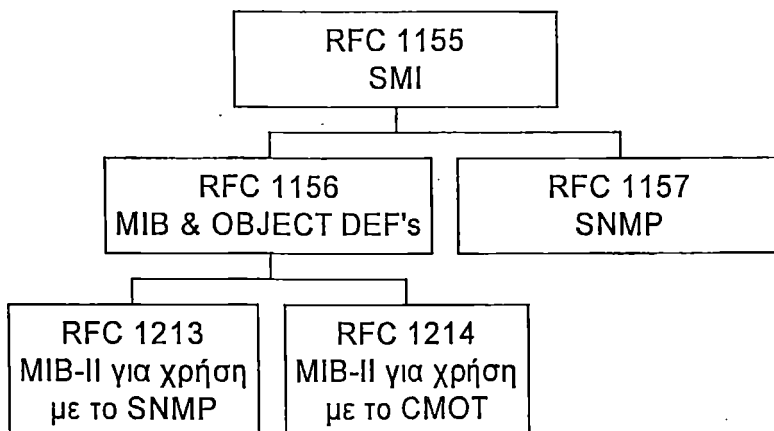 RFC 1155
SMI
RFC 1156
MIB & OBJECT DEF's
RFC 1157
SNMP
RFC 1213
MIB-II για χρήση
με το SNMP
RFC 1214
MIB-II για χρήση
με το CMOT